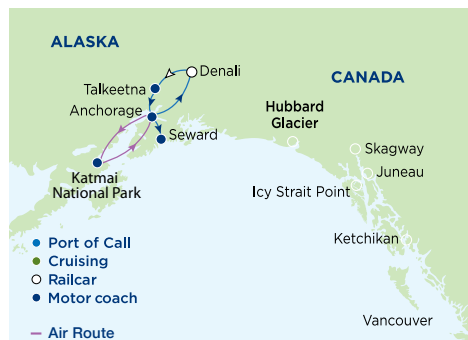 ALASKA
Denali
CANADA
Talkeetna
Anchorage
Hubbard
Glacier
Seward
Skagway
Juneau
Katmai
National Park
Icy Strait Point
Ketchikan
Port of Call
Cruising
Railcar
Motor coach
Vancouver
Air Route